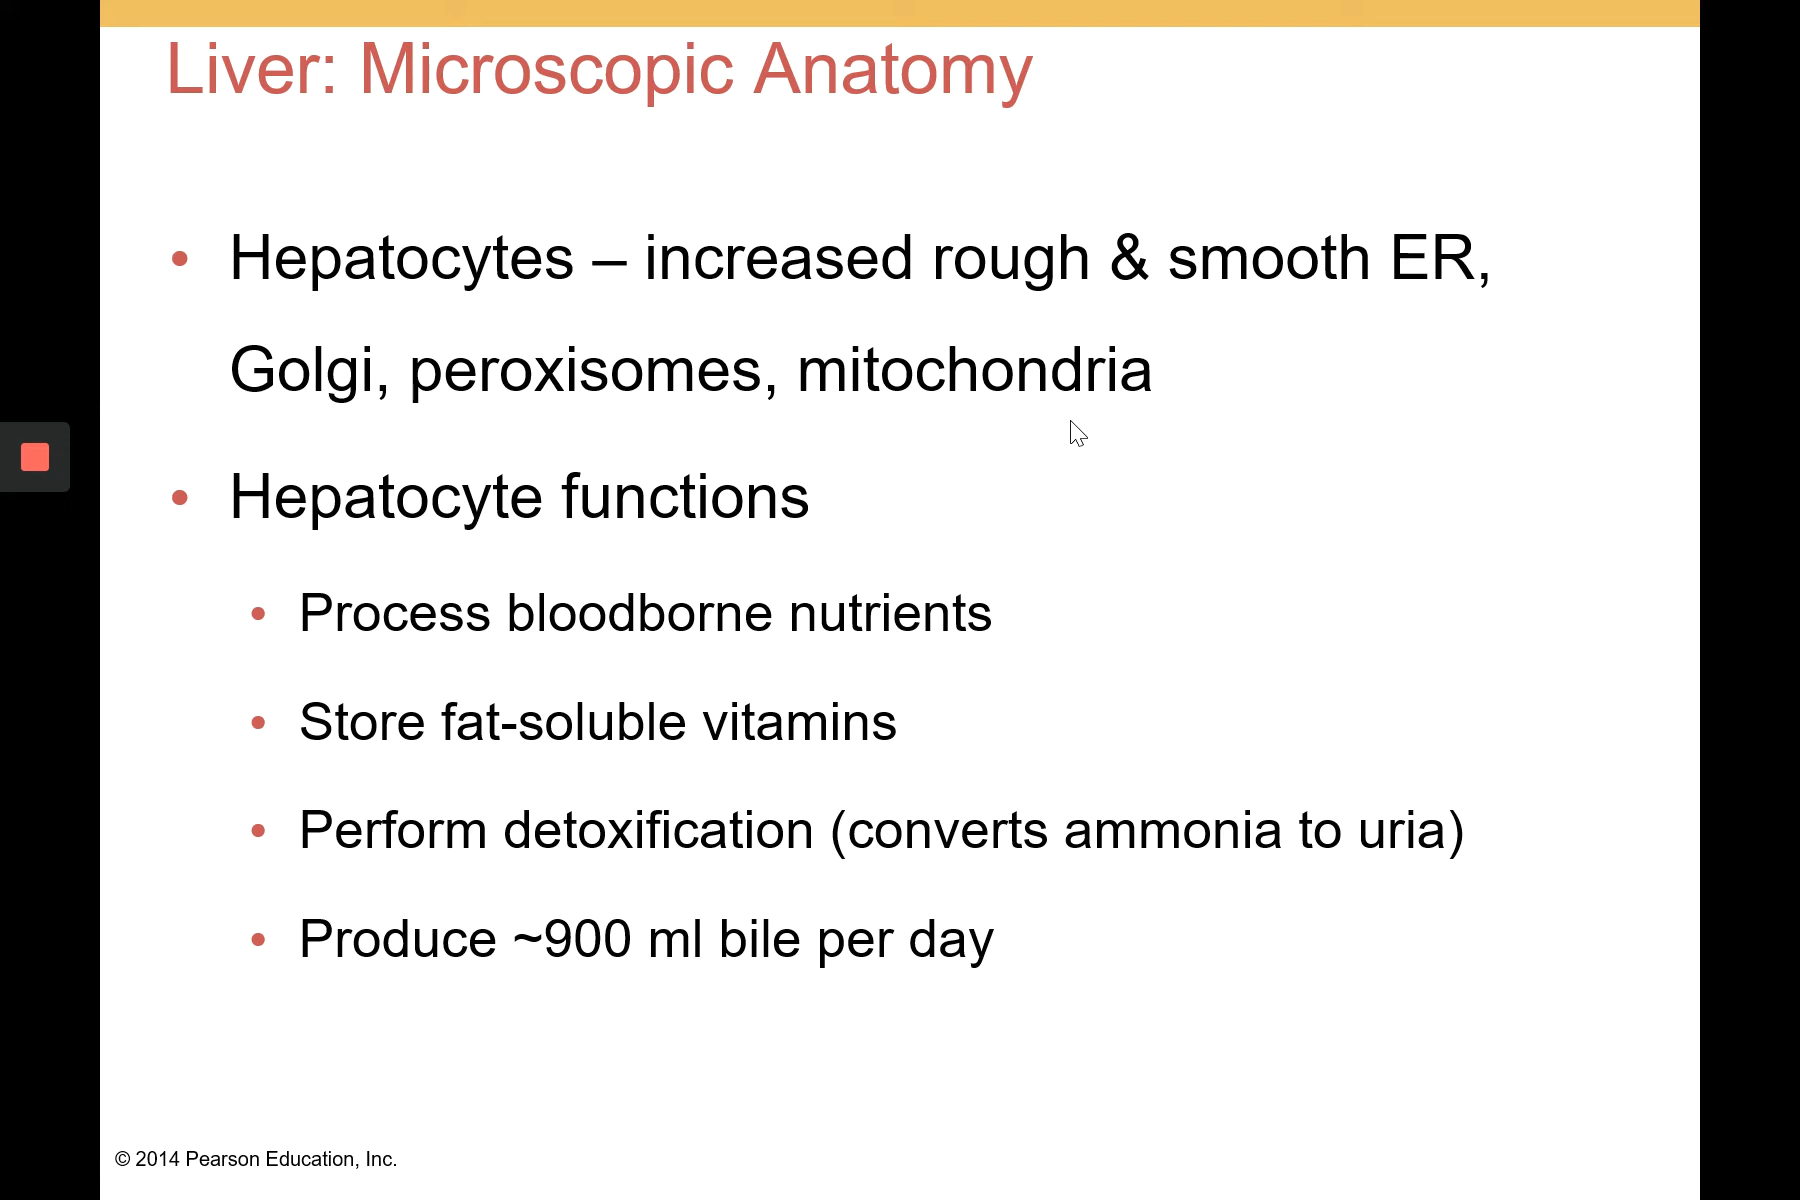 Liver: Microscopic Anatomy
• Hepatocytes – increased rough & smooth ER,
Golgi, peroxisomes, mitochondria
• Hepatocyte functions
• Process bloodborne nutrients
• Store fat-soluble vitamins
• Perform detoxification (converts ammonia to uria)
• Produce ~900 ml bile per day
© 2014 Pearson Education, Inc.